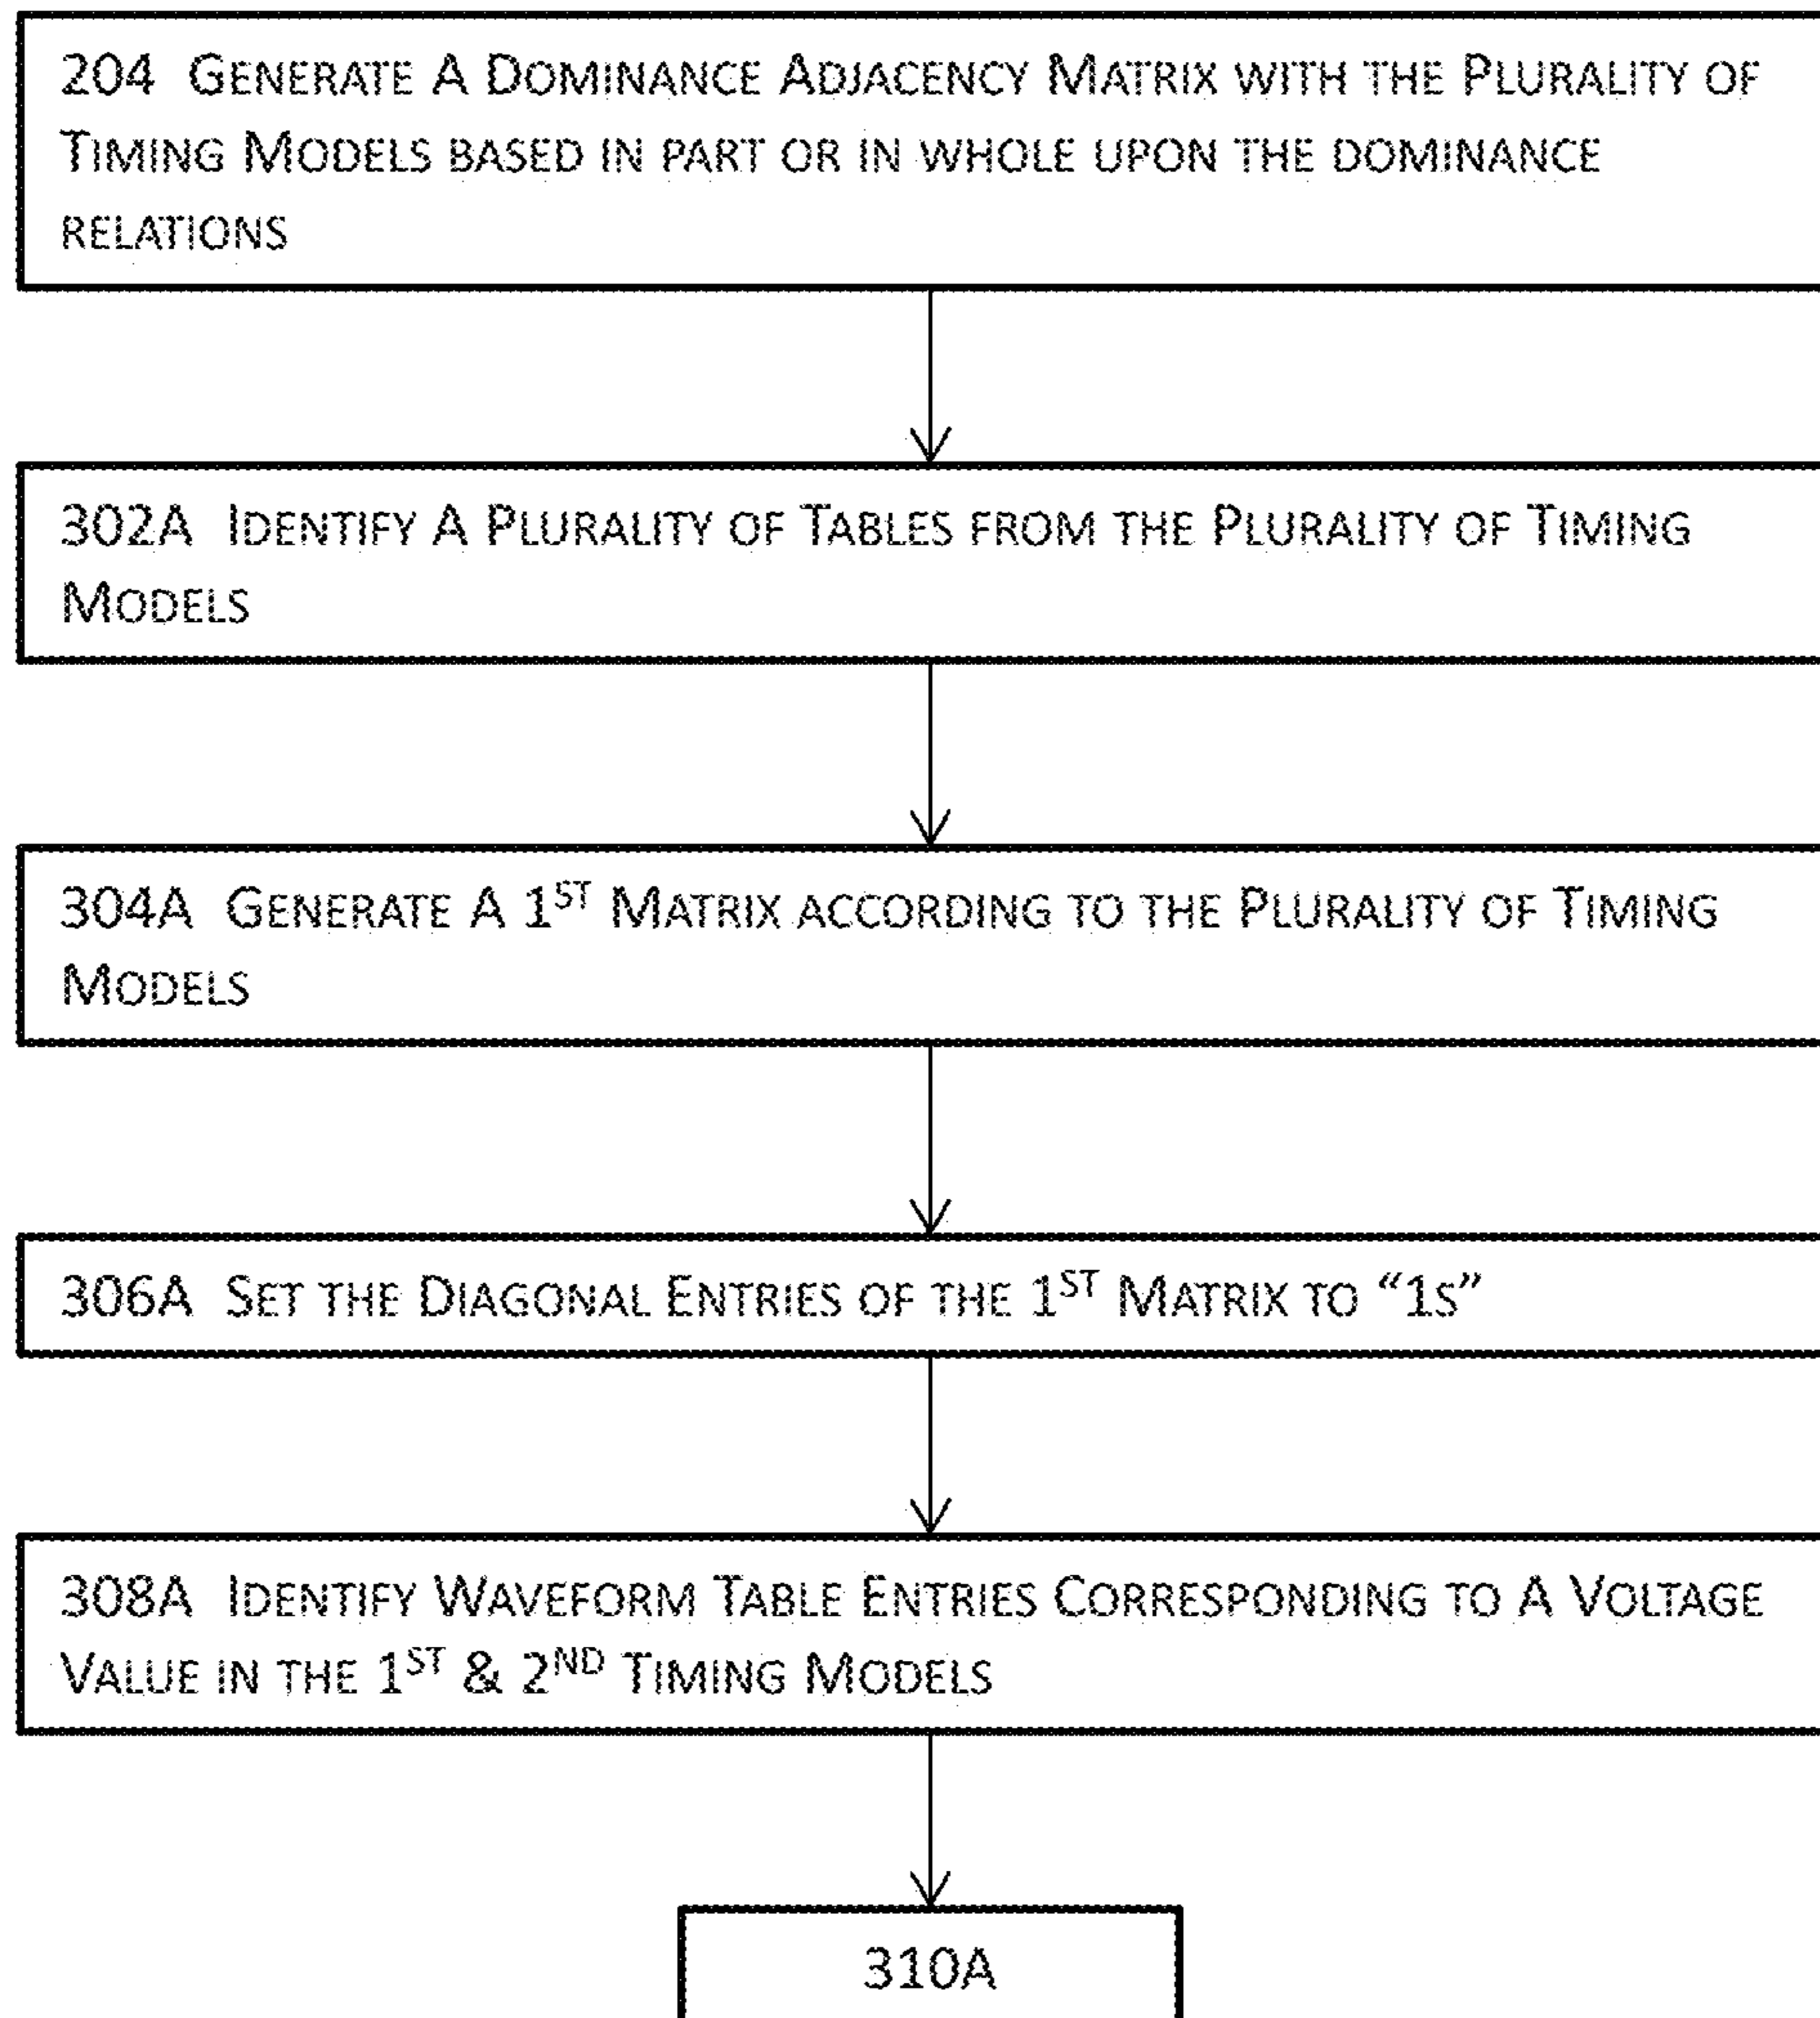 204 Generate A Dominance Adjacency Matrix with the Plurality of
Timing Models based in part or in whole upon the dominance
relations
302A Identify A Plurality of Tables from the Plurality of Timing
Models
304A Generate A 1st Matrix according to the Plurality of Timing
Models
306A Set the Diagonal Entries of the 1st Matrix to “1s”
308A Identify Waveform Table Entries Corresponding to A Voltage
Value in the 1st & 2nd Timing Models
310A